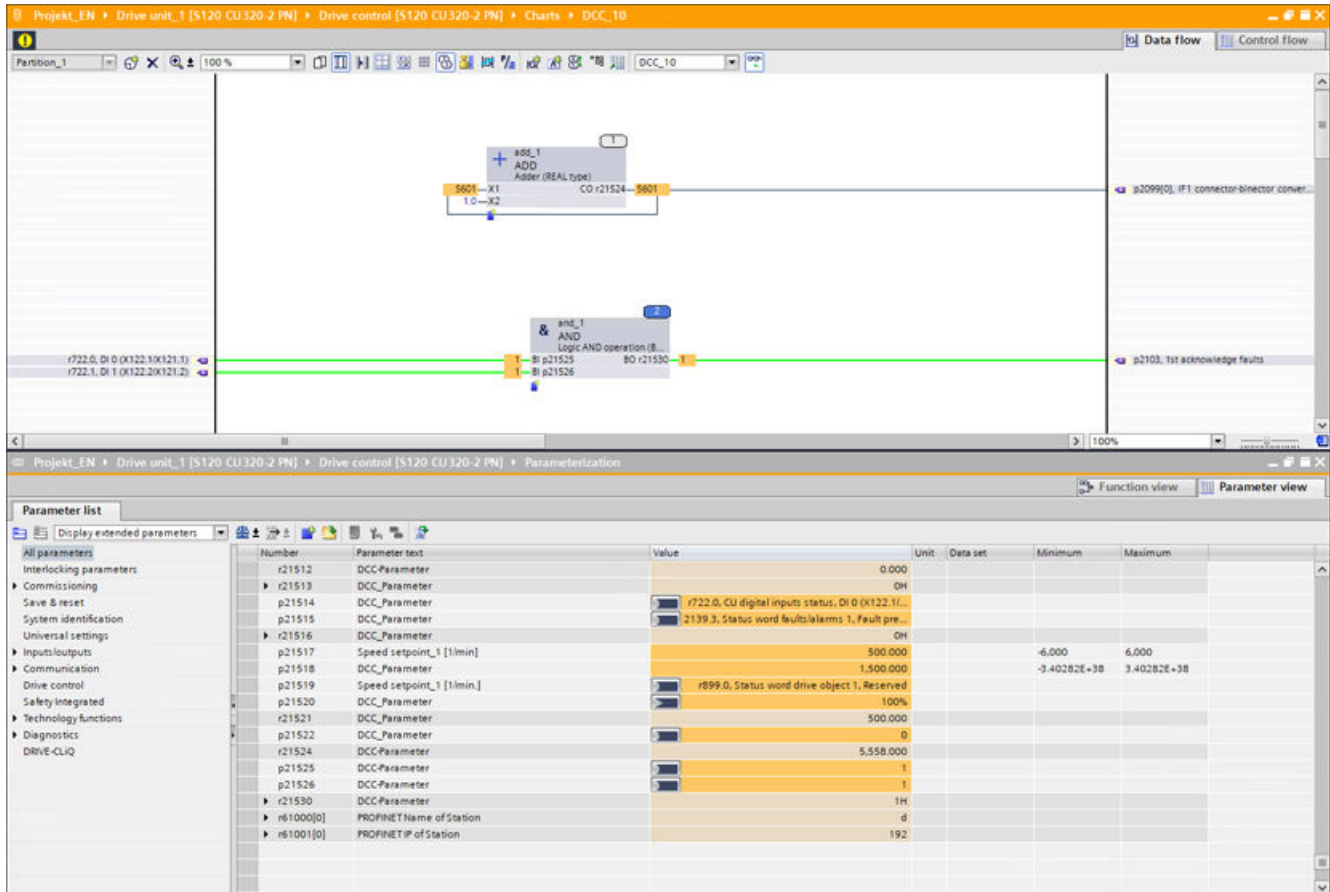 Projekt_EN ▸ Drive unit_1 [S120 CU320-2 PN] ▸ Drive control [S120 CU320-2 PN] ▸ Charts ▸ DCC_10
Data flow
Control flow
Partition_1
100 %
DCC_10
1
add_1
ADD
Adder (REAL type)
5601 X1 CO r21524 5601
1.0 X2
p2099[0], IF1 connector-binector conver...
2
&
and_1
AND
Logic AND operation (B...
r722.0, DI 0 (X122.1/X121.1) 1 BI p21525 BO r21530 1 p2103, 1st acknowledge faults
r722.1, DI 1 (X122.2/X121.2) 1 BI p21526
100%
Projekt_EN ▸ Drive unit_1 [S120 CU320-2 PN] ▸ Drive control [S120 CU320-2 PN] ▸ Parameterization
Function view
Parameter view
Parameter list
Display extended parameters
All parameters
Interlocking parameters
Commissioning
Save & reset
System identification
Universal settings
Inputs/outputs
Communication
Drive control
Safety Integrated
Technology functions
Diagnostics
DRIVE-CLiQ
Number Parameter text Value Unit Data set Minimum Maximum
r21512 DCC-Parameter 0.000
r21513 DCC_Parameter 0H
p21514 DCC_Parameter r722.0, CU digital inputs status, DI 0 (X122.1/...
p21515 DCC_Parameter 2139.3, Status word faults/alarms 1, Fault pre...
r21516 DCC_Parameter 0H
p21517 Speed setpoint_1 [1/min] 500.000 -6,000 6,000
p21518 DCC_Parameter 1,500.000 -3.40282E+38 3.40282E+38
p21519 Speed setpoint_1 [1/min.] r899.0, Status word drive object 1, Reserved
p21520 DCC_Parameter 100%
r21521 DCC_Parameter 500.000
p21522 DCC_Parameter 0
r21524 DCC-Parameter 5,558.000
p21525 DCC-Parameter 1
p21526 DCC-Parameter 1
r21530 DCC-Parameter 1H
r61000[0] PROFINET Name of Station d
r61001[0] PROFINET IP of Station 192